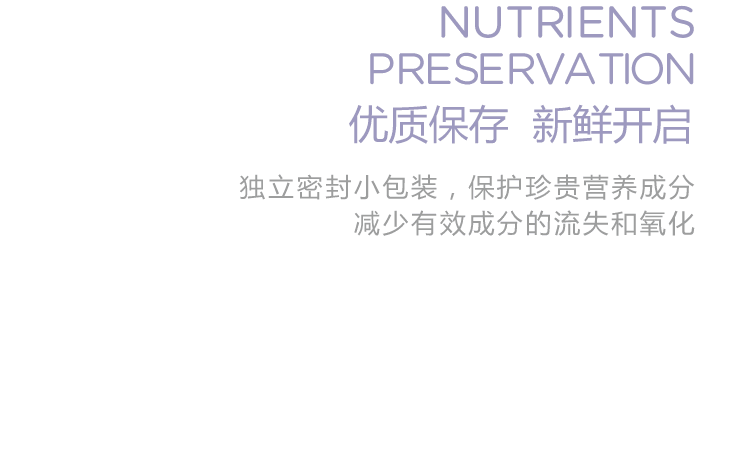 NUTRIENTS
PRESERVATION
优质保存 新鲜开启
独立密封小包装，保护珍贵营养成分
减少有效成分的流失和氧化